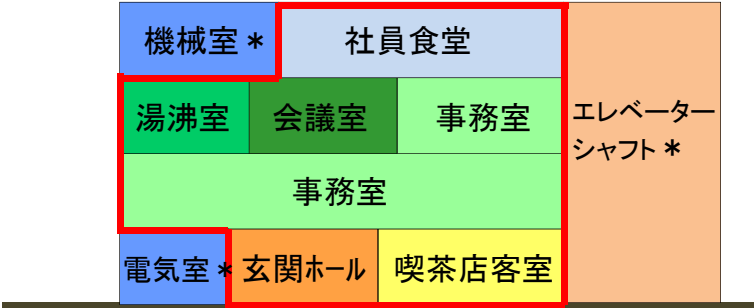 機械室*
社員食堂
湯沸室
会議室
事務室
エレベーター
シャフト*
事務室
電気室*
玄関ホール
喫茶店客室